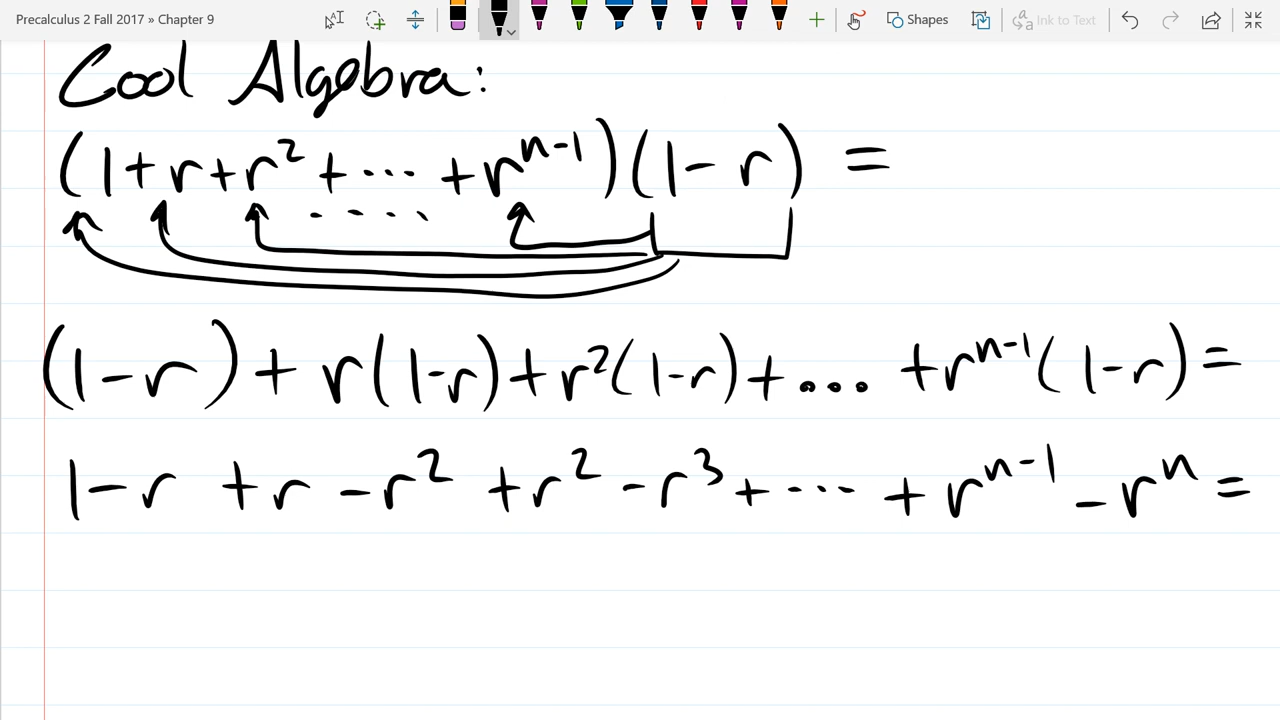 Precalculus 2 Fall 2017 » Chapter 9
Shapes
Ink to Text
Cool Algebra:
(1+r+r²+⋯+rⁿ⁻¹)(1-r)=
(1-r)+r(1-r)+r²(1-r)+...+rⁿ⁻¹(1-r)=
1-r+r-r²+r²-r³+⋯+rⁿ⁻¹-rⁿ=